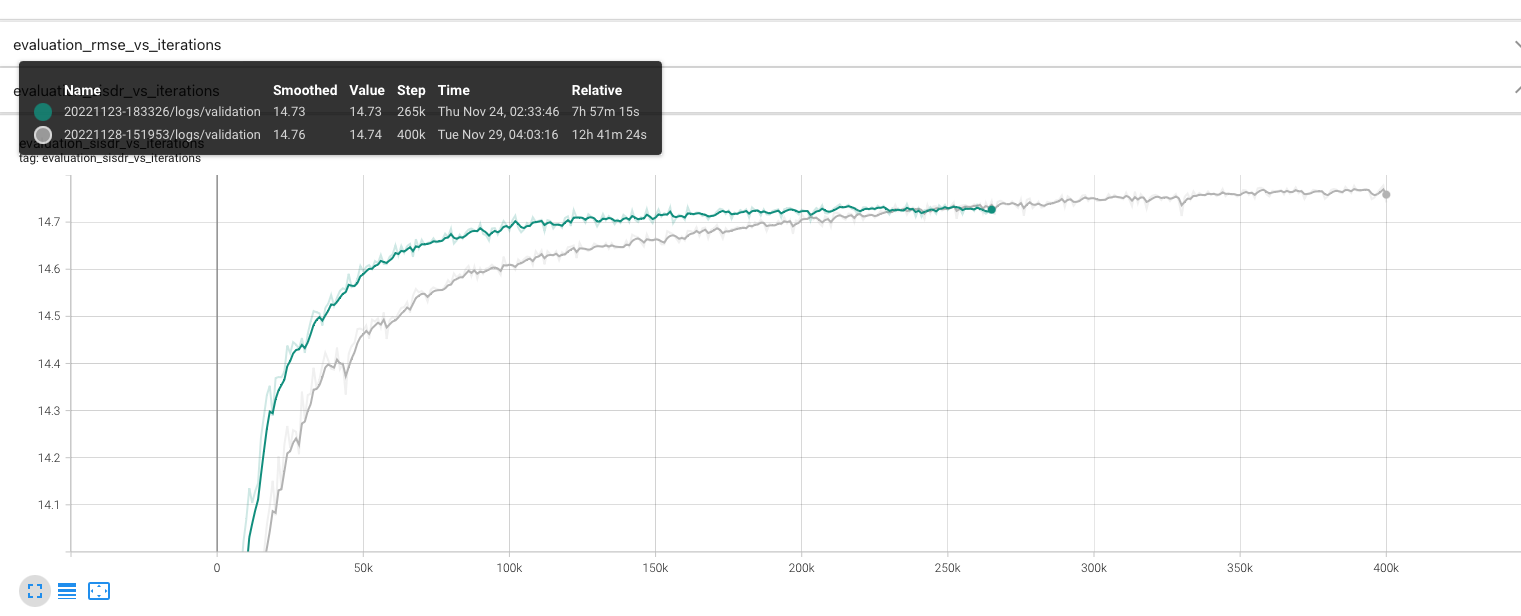 evaluation_rmse_vs_iterations
evaluation_sisdr_vs_iterations
Name Smoothed Value Step Time Relative
20221123-183326/logs/validation 14.73 14.73 265k Thu Nov 24, 02:33:46 7h 57m 15s
20221128-151953/logs/validation 14.76 14.74 400k Tue Nov 29, 04:03:16 12h 41m 24s
evaluation_sisdr_vs_iterations
tag: evaluation_sisdr_vs_iterations
14.7
14.6
14.5
14.4
14.3
14.2
14.1
0 50k 100k 150k 200k 250k 300k 350k 400k